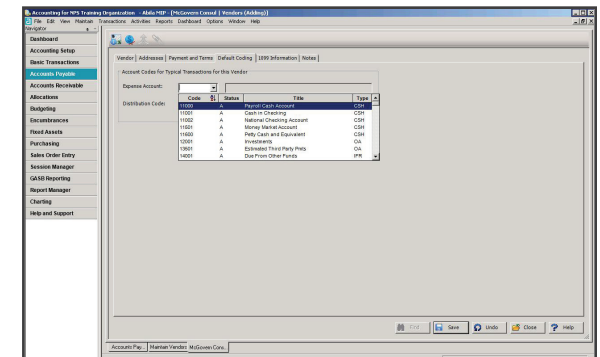 Accounting for NPS Training Organization - Abila MIP - [McGovern Consul | Vendors (Adding)]
File Edit View Maintain Transactions Activities Reports Dashboard Options Window Help
Navigator
Dashboard
Accounting Setup
Basic Transactions
Accounts Payable
Accounts Receivable
Allocations
Budgeting
Encumbrances
Fixed Assets
Purchasing
Sales Order Entry
Session Manager
GASB Reporting
Report Manager
Charting
Help and Support
Vendor | Addresses | Payment and Terms | Default Coding | 1099 Information | Notes
Account Codes for Typical Transactions for this Vendor
Expense Account:
Distribution Code:
Code Status Title Type
10000 A Payroll Cash Account CSH
11001 A Cash in Checking CSH
11002 A National Checking Account CSH
11501 A Money Market Account CSH
11600 A Petty Cash and Equivalent CSH
12001 A Investments OA
13501 A Estimated Third Party Pmts OA
14001 A Due From Other Funds IFR
Find Save Undo Close Help
Accounts Pay... Maintain Vendors McGovern Cons...